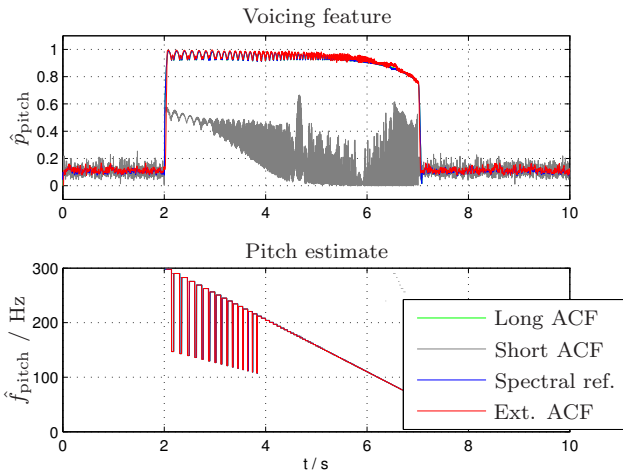 Voicing feature
1
0.8
0.6
0.4
0.2
0
p̂pitch
0 2 4 6 8 10
Pitch estimate
300
200
100
0
f̂pitch / Hz
0 2 4 6 8 10
t / s
Long ACF
Short ACF
Spectral ref.
Ext. ACF